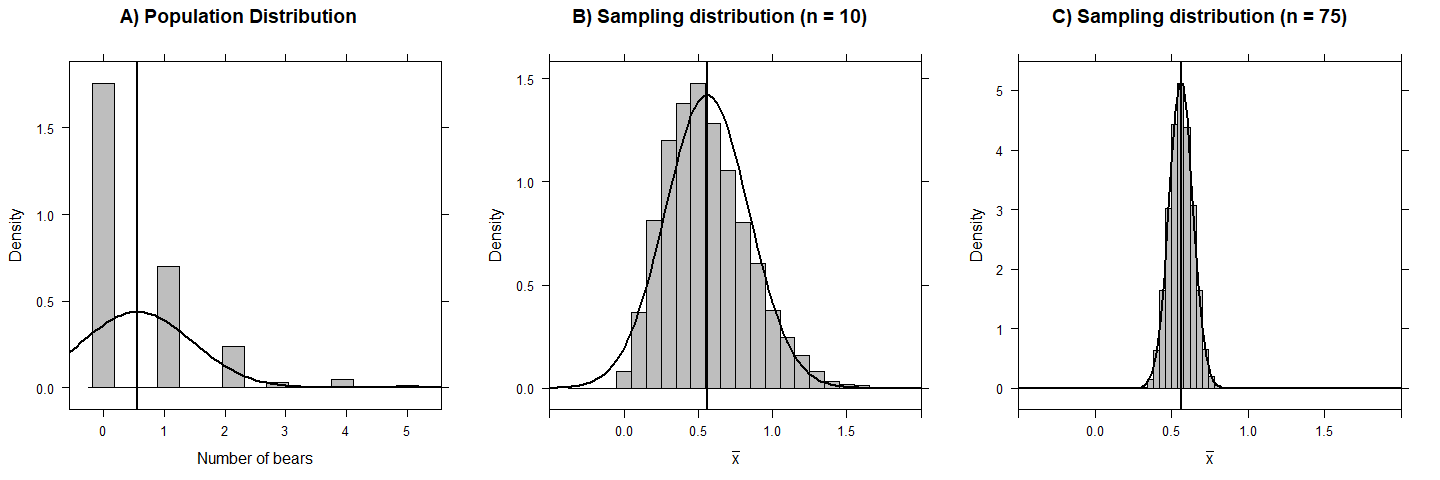 A) Population Distribution
1.5
1.0
0.5
0.0
Density
0 1 2 3 4 5
Number of bears
B) Sampling distribution (n = 10)
1.5
1.0
0.5
0.0
Density
0.0 0.5 1.0 1.5
x̅
C) Sampling distribution (n = 75)
5
4
3
2
1
0
Density
0.0 0.5 1.0 1.5
x̅